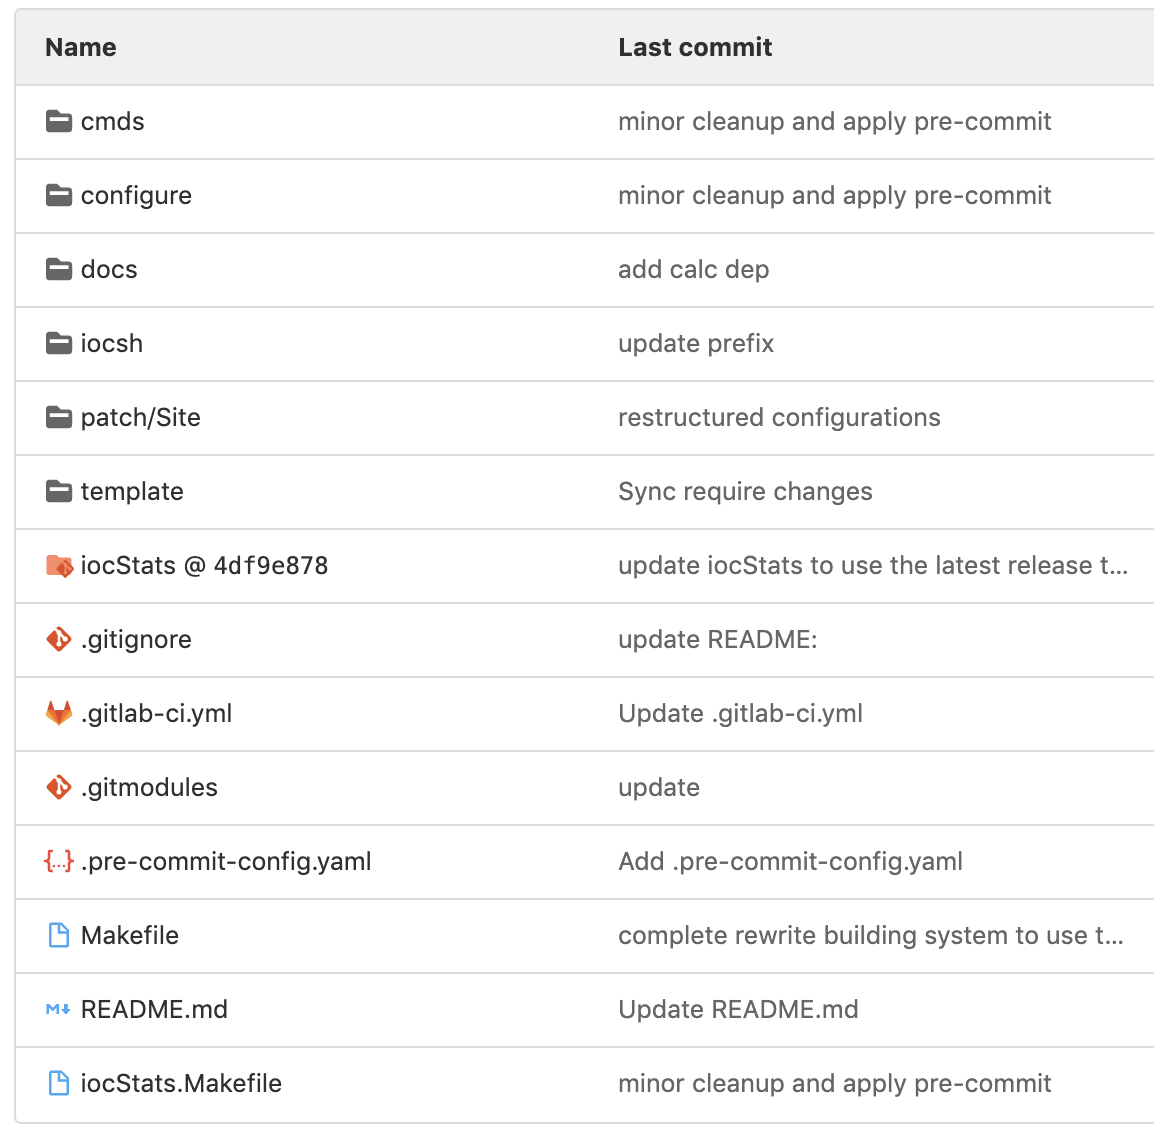 Name Last commit
cmds minor cleanup and apply pre-commit
configure minor cleanup and apply pre-commit
docs add calc dep
iocsh update prefix
patch/Site restructured configurations
template Sync require changes
iocStats @ 4df9e878 update iocStats to use the latest release t...
.gitignore update README:
.gitlab-ci.yml Update .gitlab-ci.yml
.gitmodules update
{...} .pre-commit-config.yaml Add .pre-commit-config.yaml
Makefile complete rewrite building system to use t...
M↓ README.md Update README.md
iocStats.Makefile minor cleanup and apply pre-commit